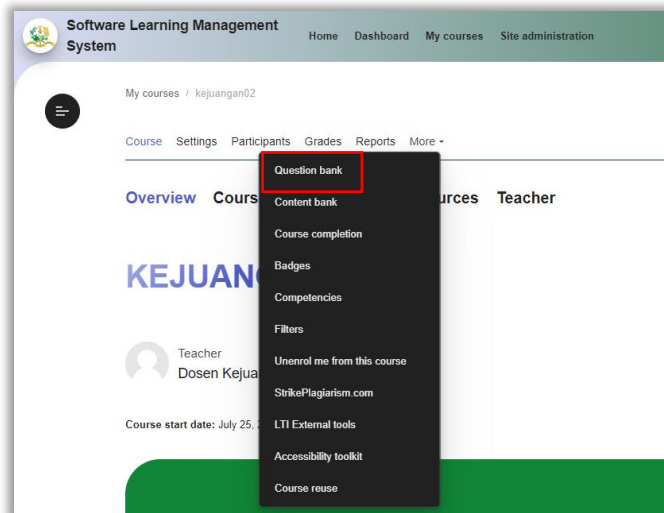 Software Learning Management
System
Home Dashboard My courses Site administration
My courses / kejuangan02
Course Settings Participants Grades Reports More
Question bank
Overview Cours urces Teacher
Content bank
Course completion
Badges
KEJUAN
Competencies
Filters
Teacher
Unenrol me from this course
Dosen Kejua
StrikePlagiarism.com
Course start date: July 25,
LTI External tools
Accessibility toolkit
Course reuse